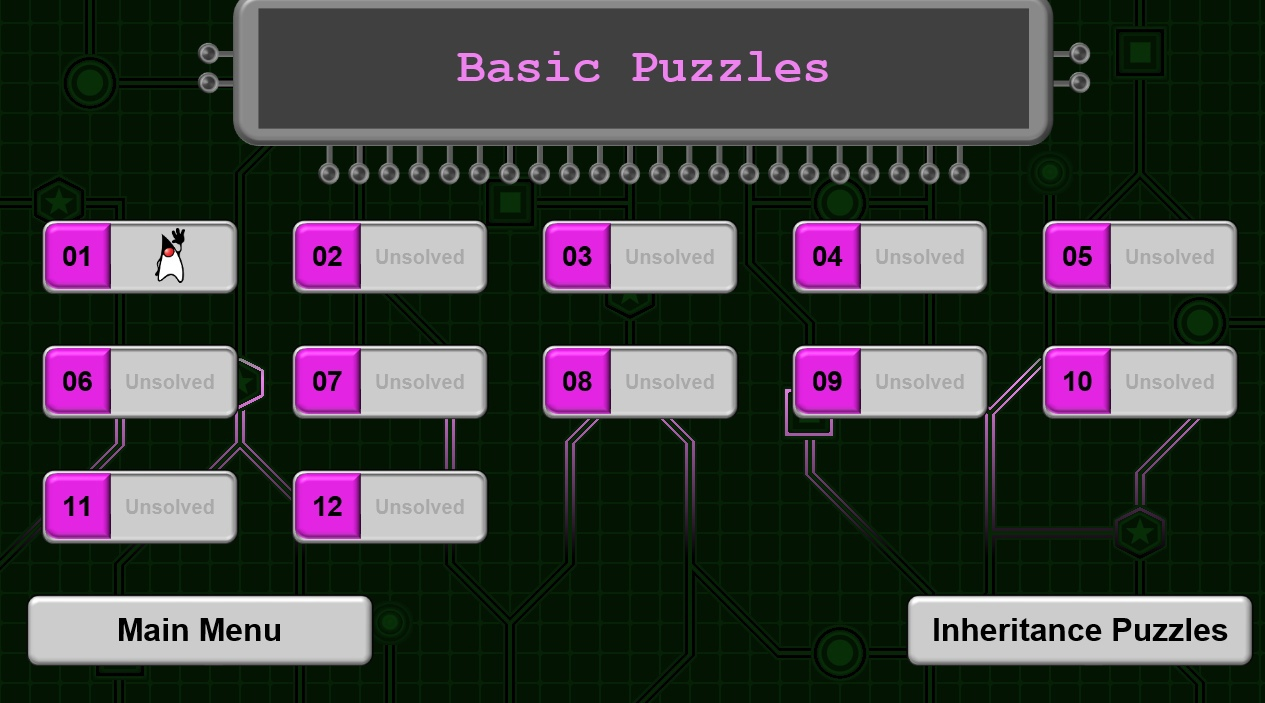 Basic Puzzles
01
02 Unsolved
03 Unsolved
04 Unsolved
05 Unsolved
06 Unsolved
07 Unsolved
08 Unsolved
09 Unsolved
10 Unsolved
11 Unsolved
12 Unsolved
Main Menu
Inheritance Puzzles